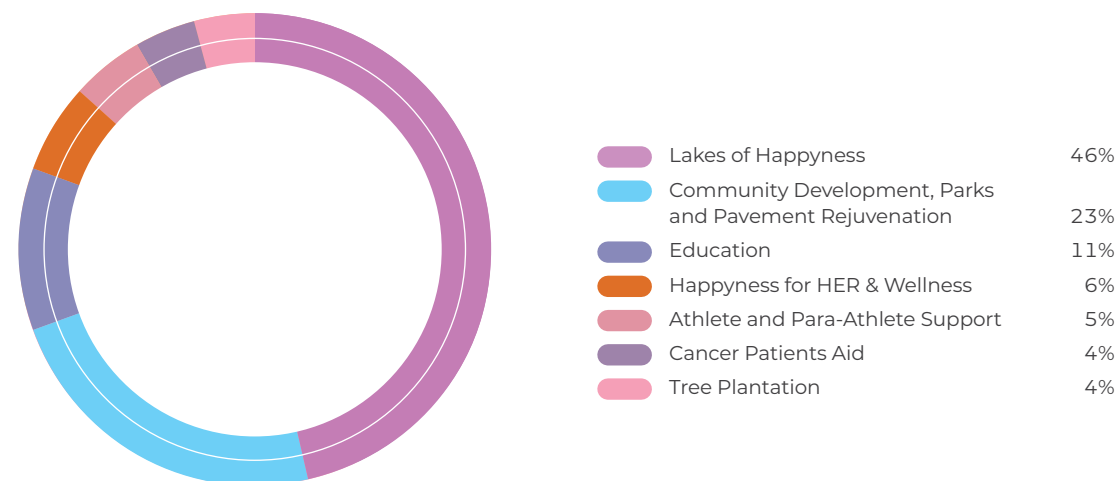 Lakes of Happyness 46%
Community Development, Parks
and Pavement Rejuvenation 23%
Education 11%
Happyness for HER & Wellness 6%
Athlete and Para-Athlete Support 5%
Cancer Patients Aid 4%
Tree Plantation 4%